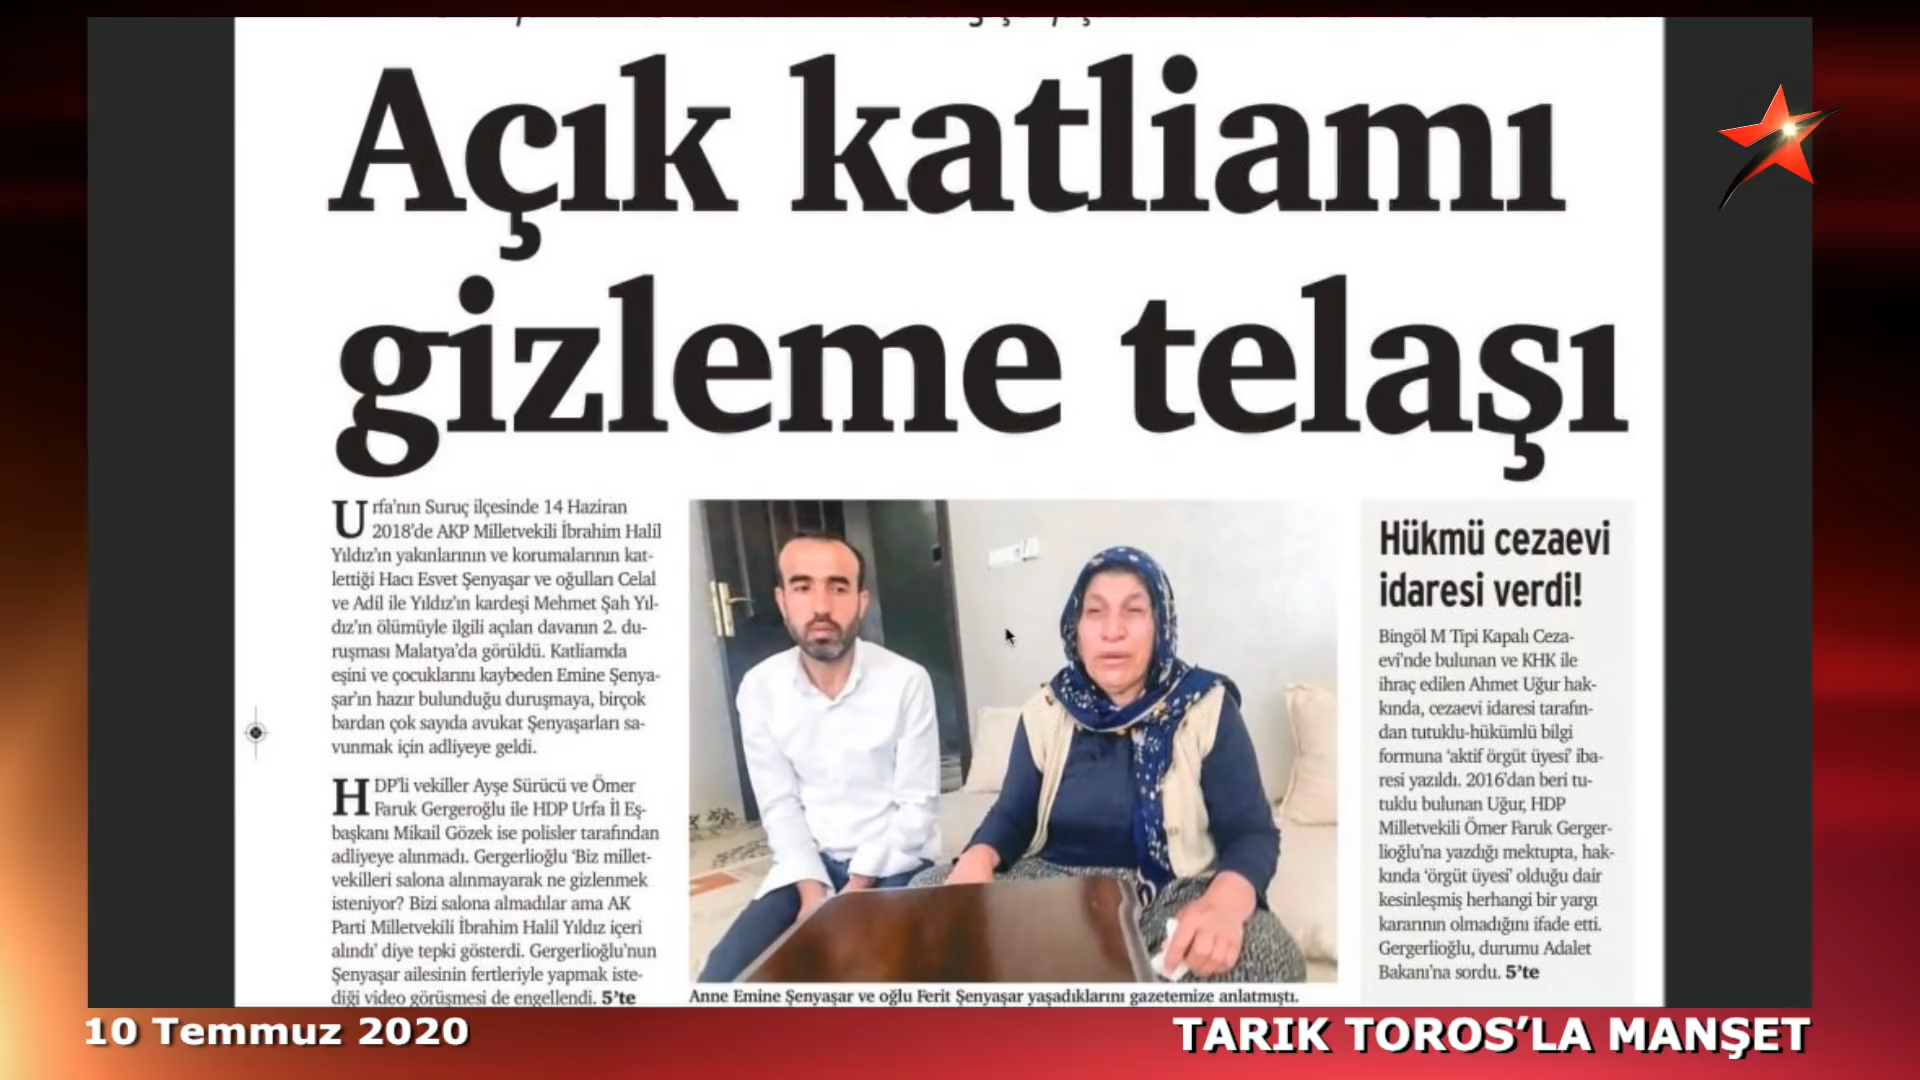 Açık katliamı
gizleme telaşı
Urfa'nın Suruç ilçesinde 14 Haziran
2018'de AKP Milletvekili İbrahim Halil
Yıldız'ın yakınlarının ve korumalarının kat-
lettiği Hacı Esvet Şenyaşar ve oğulları Celal
ve Adil ile Yıldız'ın kardeşi Mehmet Şah Yıl-
dız'ın ölümüyle ilgili açılan davanın 2. du-
ruşması Malatya'da görüldü. Katliamda
eşini ve çocuklarını kaybeden Emine Şenya-
şar'ın hazır bulunduğu duruşmaya, birçok
bardan çok sayıda avukat Şenyaşarları sa-
vunmak için adliyeye geldi.
HDP'li vekiller Ayşe Sürücü ve Ömer
Faruk Gergeroğlu ile HDP Urfa İl Eş-
başkanı Mikail Gözek ise polisler tarafından
adliyeye alınmadı. Gergerlioğlu 'Biz millet-
vekilleri salona alınmayarak ne gizlenmek
isteniyor? Bizi salona almadılar ama AK
Parti Milletvekili İbrahim Halil Yıldız içeri
alındı' diye tepki gösterdi. Gergerlioğlu'nun
Şenyaşar ailesinin fertleriyle yapmak iste-
diği video görüşmesi de engellendi. 5'te
Anne Emine Şenyaşar ve oğlu Ferit Şenyaşar yaşadıklarını gazetemize anlatmıştı.
Hükmü cezaevi
idaresi verdi!
Bingöl M Tipi Kapalı Ceza-
evi'nde bulunan ve KHK ile
ihraç edilen Ahmet Uğur hak-
kında, cezaevi idaresi tarafın-
dan tutuklu-hükümlü bilgi
formuna 'aktif örgüt üyesi' iba-
resi yazıldı. 2016'dan beri tu-
tuklu bulunan Uğur, HDP
Milletvekili Ömer Faruk Gerger-
lioğlu'na yazdığı mektupta, hak-
kında 'örgüt üyesi' olduğu dair
kesinleşmiş herhangi bir yargı
kararının olmadığını ifade etti.
Gergerlioğlu, durumu Adalet
Bakanı'na sordu. 5'te
10 Temmuz 2020
TARIK TOROS'LA MANŞET